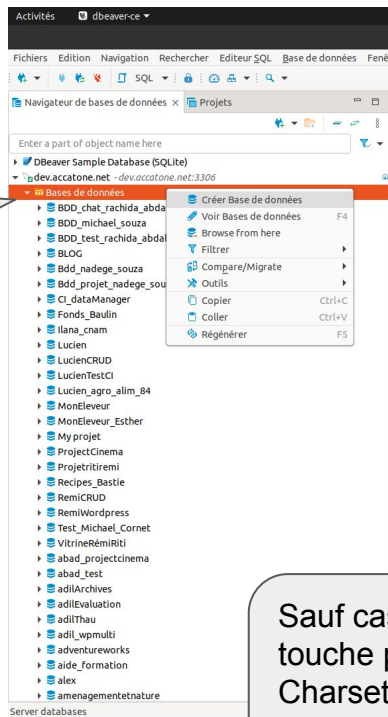 Activités dbeaver-ce
Fichiers Edition Navigation Rechercher Editeur SQL Base de données Fenê
SQL
Navigateur de bases de données Projets
Enter a part of object name here
DBeaver Sample Database (SQLite)
dev.accatone.net - dev.accatone.net:3306
Bases de données
BDD_chat_rachida_abda
BDD_michael_souza
BDD_test_rachida_abdal
BLOG
Bdd_nadege_souza
Bdd_projet_nadege_sou
CI_dataManager
Fonds_Baulin
Ilana_cnam
Lucien
LucienCRUD
LucienTestCI
Lucien_agro_alim_84
MonEleveur
MonEleveur_Esther
My projet
ProjectCinema
Projetritiremi
Recipes_Bastie
RemiCRUD
RemiWordpress
Test_Michael_Cornet
VitrineRémiRiti
abad_projectcinema
abad_test
adilArchives
adilEvaluation
adilThau
adil_wpmulti
adventureworks
aide_formation
alex
amenagementetnature
Server databases
Créer Base de données
Voir Bases de données F4
Browse from here
Filtrer
Compare/Migrate
Outils
Copier Ctrl+C
Coller Ctrl+V
Régénérer F5
Sauf cas
touche p
Charset